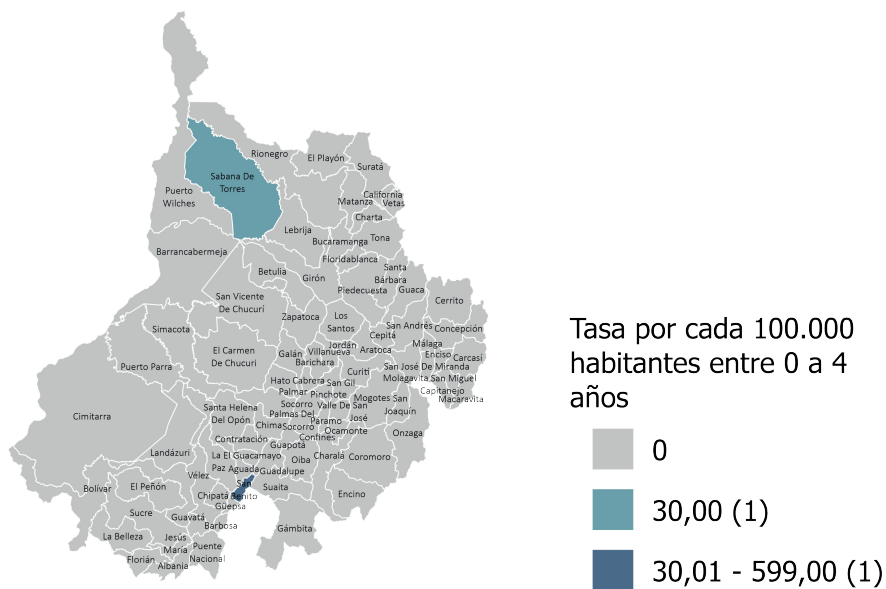 Rionegro
El Playón
Suratá
Sabana De
Torres
Puerto
Wilches
California
Vetas
Matanza
Charta
Lebrija
Bucaramanga
Tona
Barrancabermeja
Floridablanca
Santa
Bárbara
Betulia
Girón
Piedecuesta
Guaca
Cerrito
San Vicente
De Chucurí
Zapatoca
Los
Santos
San Andrés
Concepción
Simacota
Cepitá
Jordán
Málaga
El Carmen
De Chucuri
Galán
Villanueva
Aratoca
Enciso
Carcasí
Barichara
Puerto Parra
Curití
San José De Miranda
Hato
Cabrera
San Gil
Molagavita
San Miguel
Palmar
Pinchote
Capitanejo
Macaravita
Cimitarra
Santa Helena
Del Opón
Socorro
Valle De San
José
Mogotes
San
Joaquín
Palmas Del
Socorro
Páramo
Chima
Ocamonte
Onzaga
Contratación
Confines
Guapotá
Landázuri
La
El Guacamayo
Oiba
Charalá
Coromoro
Paz
Aguada
Guadalupe
Vélez
San
Benito
Suaita
Bolívar
El Peñón
Chipatá
Encino
Güepsa
Sucre
Guavatá
Barbosa
Gámbita
La Belleza
Jesús
María
Puente
Nacional
Florián
Albania
Tasa por cada 100.000
habitantes entre 0 a 4
años
0
30,00 (1)
30,01 - 599,00 (1)